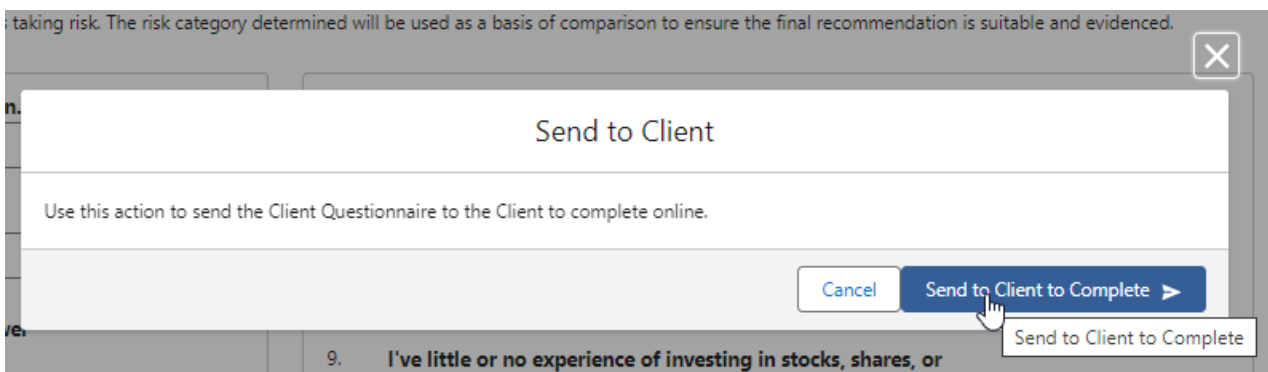 taking risk. The risk category determined will be used as a basis of comparison to ensure the final recommendation is suitable and evidenced.
n.
Send to Client
Use this action to send the Client Questionnaire to the Client to complete online.
Cancel
Send to Client to Complete
Send to Client to Complete
9. I've little or no experience of investing in stocks, shares, or